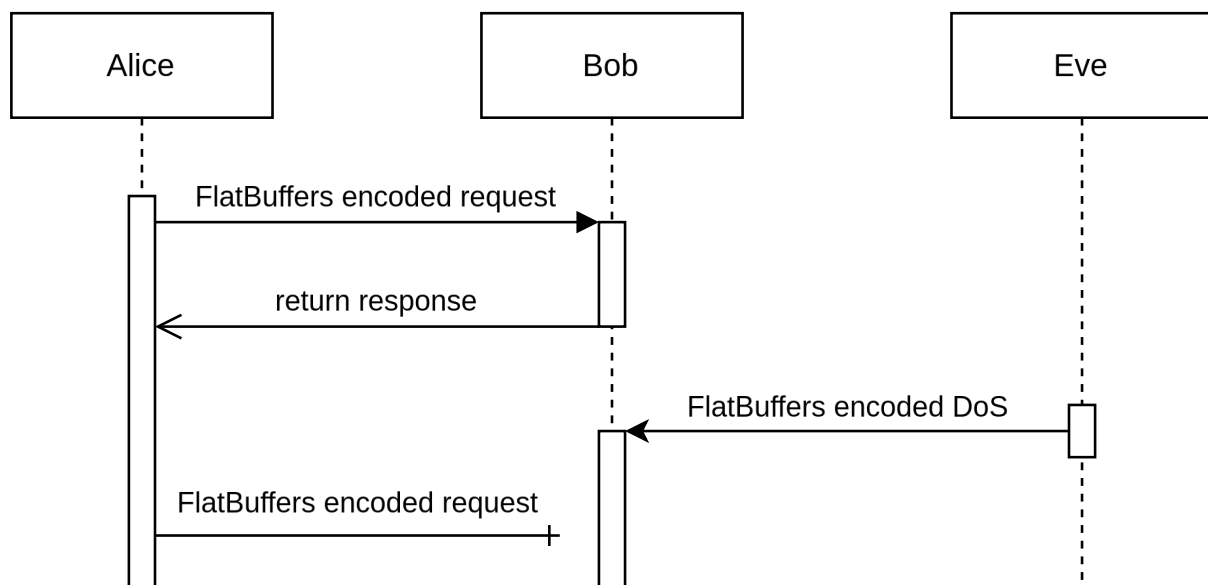 Alice
Bob
Eve
FlatBuffers encoded request
return response
FlatBuffers encoded DoS
FlatBuffers encoded request